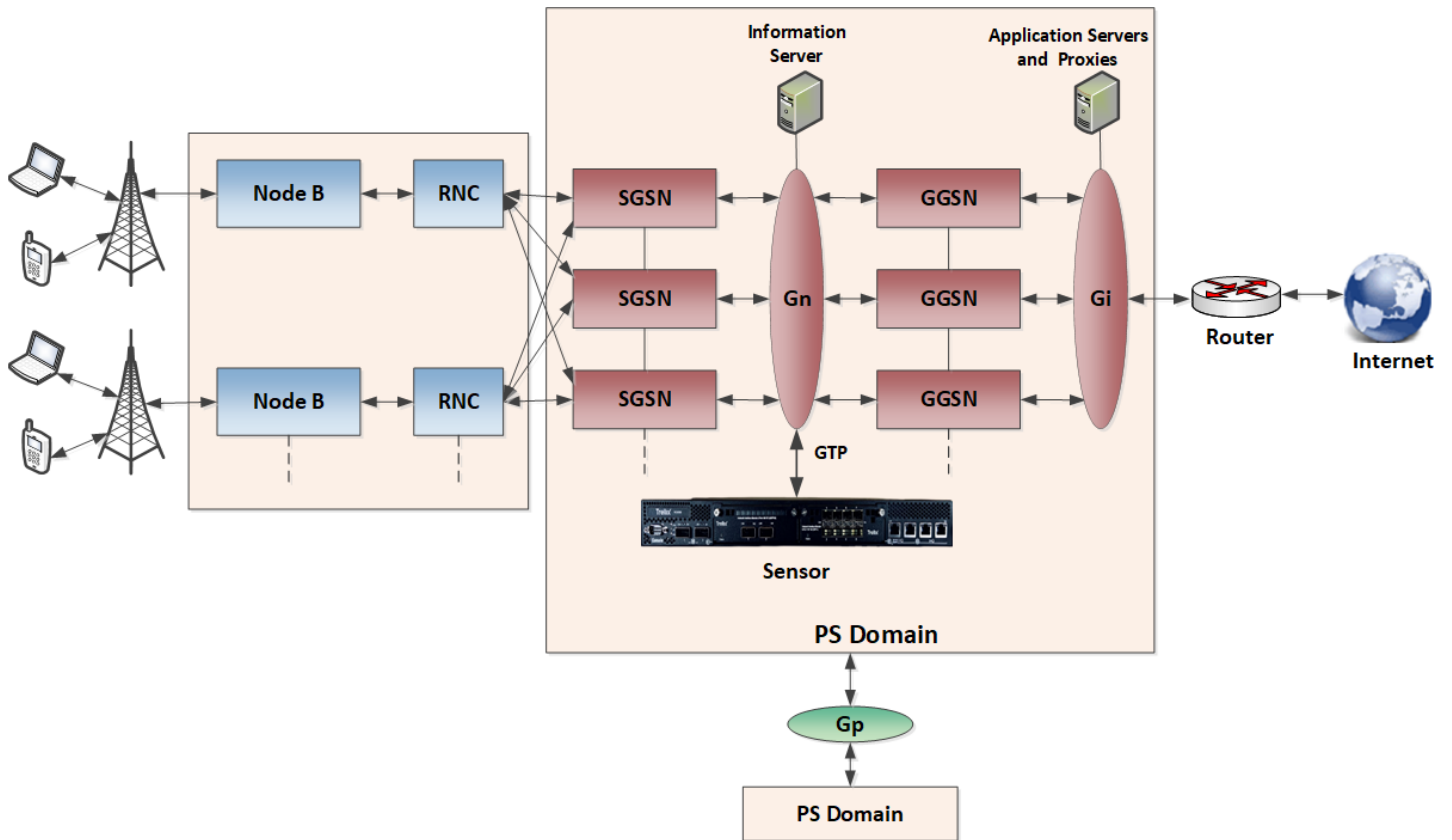 Information
Server
Application Servers
and Proxies
Node B
RNC
SGSN
GGSN
Node B
RNC
SGSN
SGSN
Gn
GGSN
GGSN
Gi
Router
Internet
GTP
Trellix
Sensor
PS Domain
Gp
PS Domain